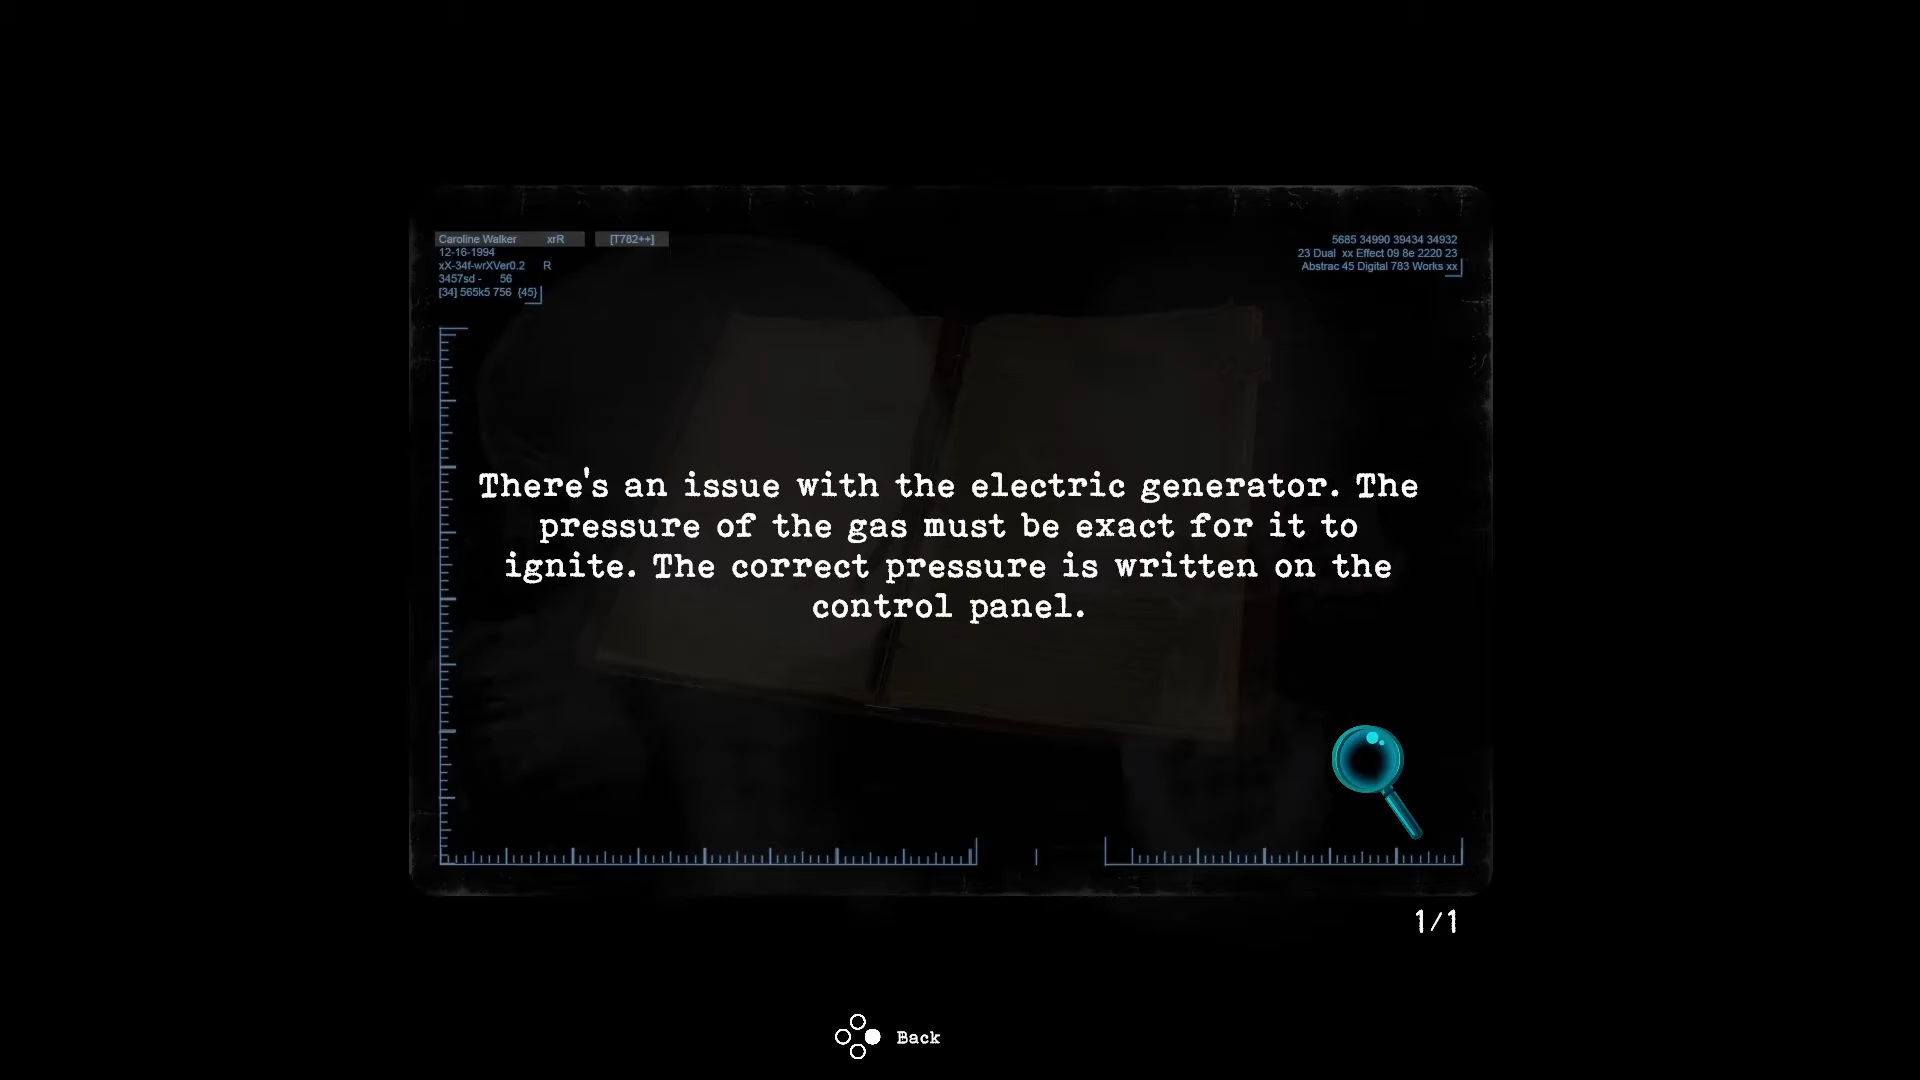 Caroline Walker xrR [T782++]
12-16-1994
xX-34f-wrXVer0.2 R
3457sd - 56
[34] 565k5 756 {45}
5685 34990 39434 34932
23 Dual xx Effect 09 8e 2220 23
Abstrac 45 Digital 783 Works xx
There's an issue with the electric generator. The
pressure of the gas must be exact for it to
ignite. The correct pressure is written on the
control panel.
1/1
Back